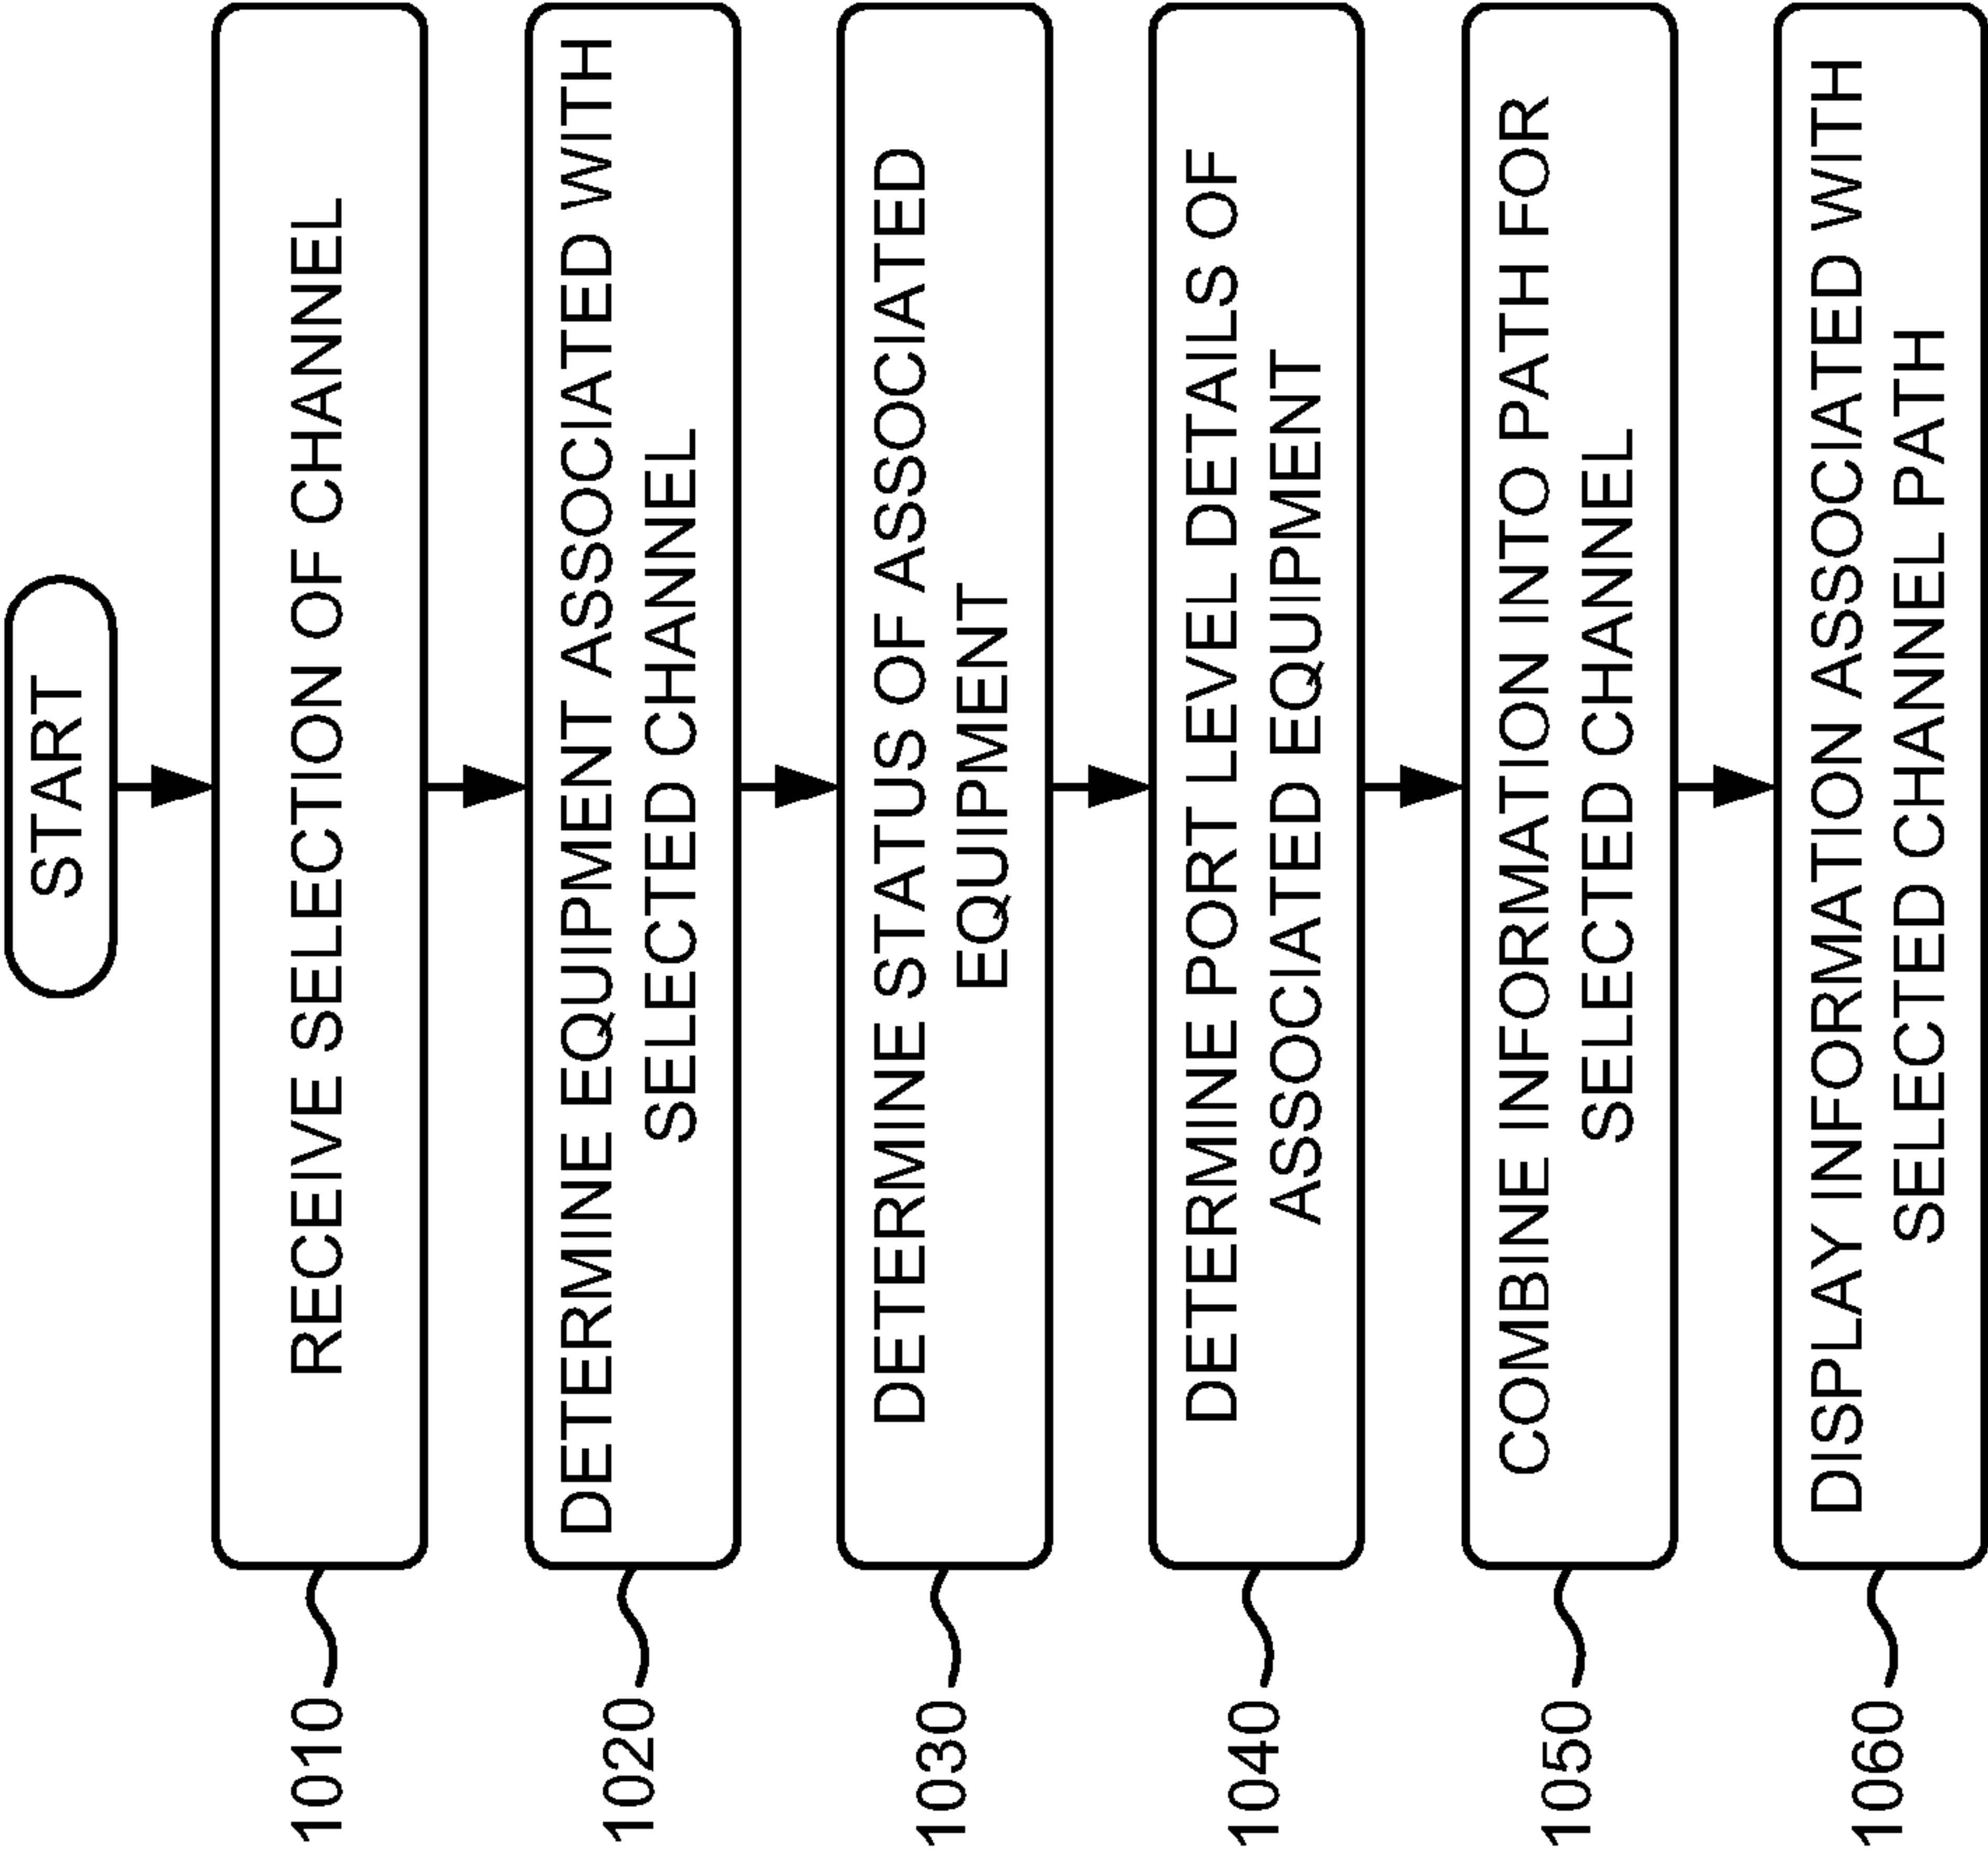 START
1010
RECEIVE SELECTION OF CHANNEL
1020
DETERMINE EQUIPMENT ASSOCIATED WITH
SELECTED CHANNEL
1030
DETERMINE STATUS OF ASSOCIATED
EQUIPMENT
1040
DETERMINE PORT LEVEL DETAILS OF
ASSOCIATED EQUIPMENT
1050
COMBINE INFORMATION INTO PATH FOR
SELECTED CHANNEL
1060
DISPLAY INFORMATION ASSOCIATED WITH
SELECTED CHANNEL PATH